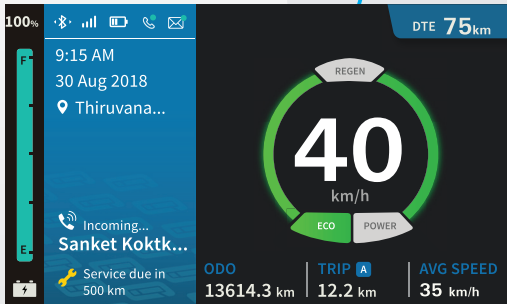 100%
F
E
9:15 AM
30 Aug 2018
Thiruvana...
Incoming...
Sanket Koktk...
Service due in
500 km
DTE 75km
REGEN
40
km/h
ECO POWER
ODO
13614.3 km
TRIP A
12.2 km
AVG SPEED
35 km/h